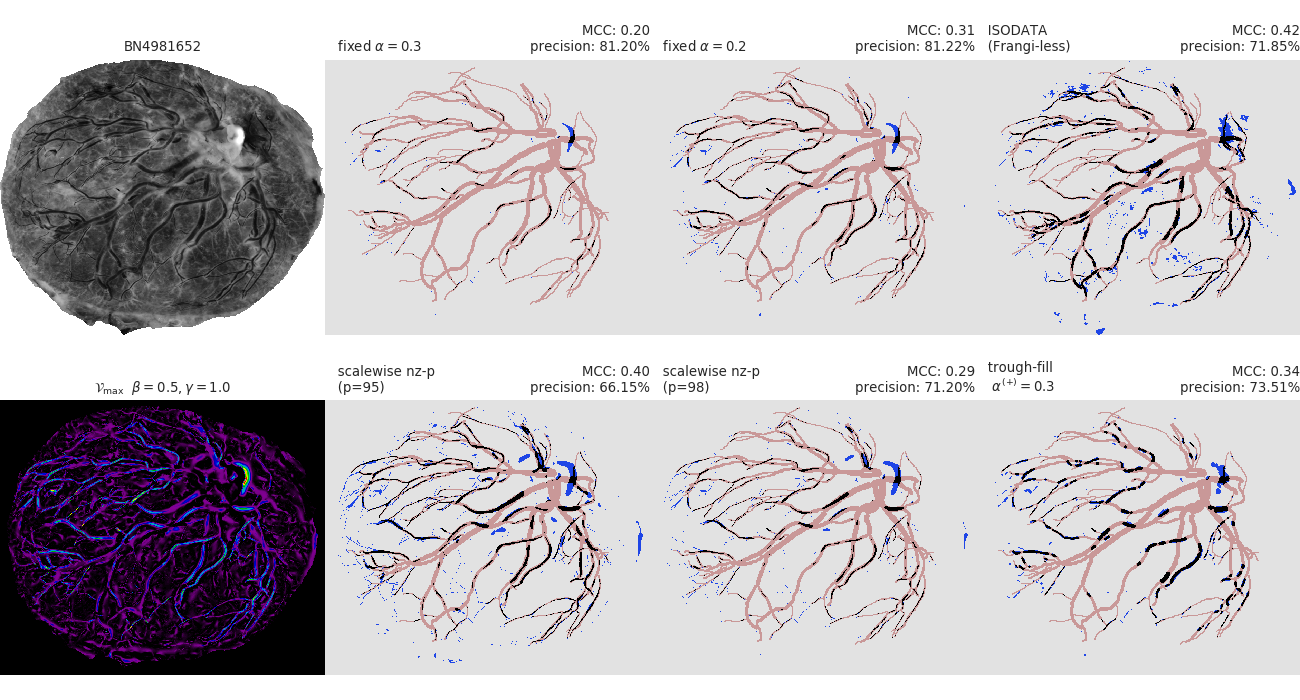 BN4981652
fixed α = 0.3
MCC: 0.20
precision: 81.20%
fixed α = 0.2
MCC: 0.31
precision: 81.22%
ISODATA
(Frangi-less)
MCC: 0.42
precision: 71.85%
𝒱max β = 0.5, γ = 1.0
scalewise nz-p
(p=95)
MCC: 0.40
precision: 66.15%
scalewise nz-p
(p=98)
MCC: 0.29
precision: 71.20%
trough-fill
α(+) = 0.3
MCC: 0.34
precision: 73.51%